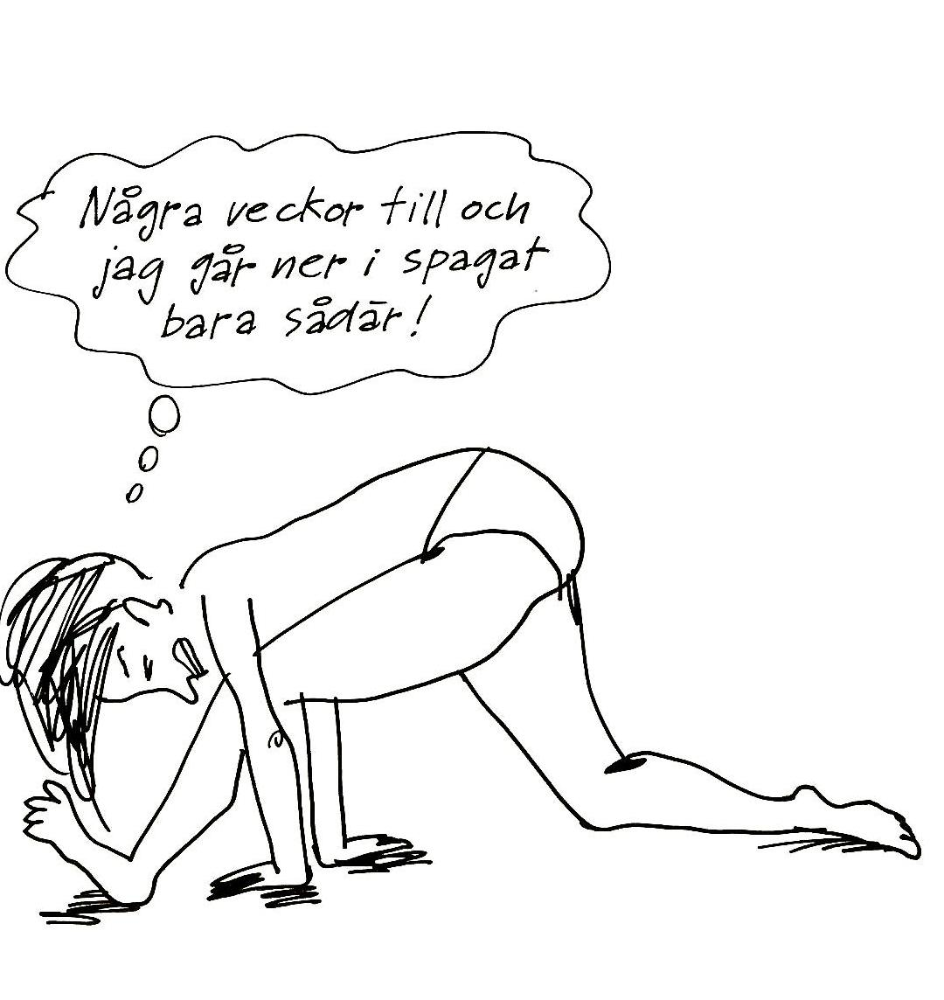 Några veckor till och
jag går ner i spagat
bara sådär!